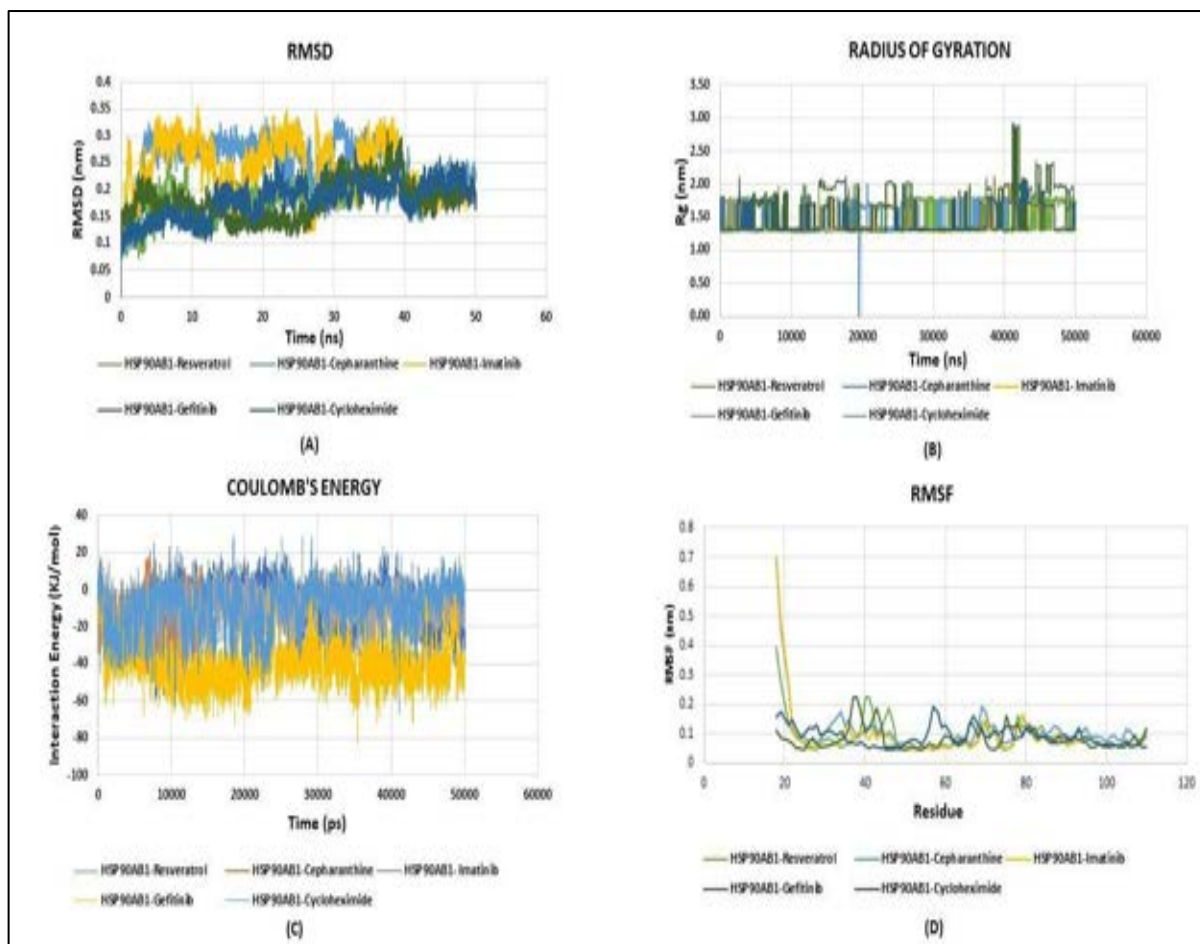 RMSD
0.4
0.35
0.3
0.25
0.2
0.15
0.1
0.05
0
RMSD (nm)
0 10 20 30 40 50 60
Time (ns)
HSP90AB1-Resveratrol HSP90AB1-Cepharanthine HSP90AB1-Imatinib
HSP90AB1-Gefitinib HSP90AB1-Cycloheximide
(A)
RADIUS OF GYRATION
3.50
3.00
2.50
2.00
1.50
1.00
0.50
0.00
Rg (nm)
0 10000 20000 30000 40000 50000 60000
Time (ns)
HSP90AB1-Resveratrol HSP90AB1-Cepharanthine HSP90AB1- Imatinib
HSP90AB1-Gefitinib HSP90AB1-Cycloheximide
(B)
COULOMB'S ENERGY
40
20
0
-20
-40
-60
-80
-100
Interaction Energy (KJ/mol)
0 10000 20000 30000 40000 50000 60000
Time (ps)
HSP90AB1-Resveratrol HSP90AB1-Cepharanthine HSP90AB1- Imatinib
HSP90AB1-Gefitinib HSP90AB1-Cycloheximide
(C)
RMSF
0.8
0.7
0.6
0.5
0.4
0.3
0.2
0.1
0
RMSF (nm)
0 20 40 60 80 100 120
Residue
HSP90AB1-Resveratrol HSP90AB1-Cepharanthine HSP90AB1-Imatinib
HSP90AB1-Gefitinib HSP90AB1-Cycloheximide
(D)